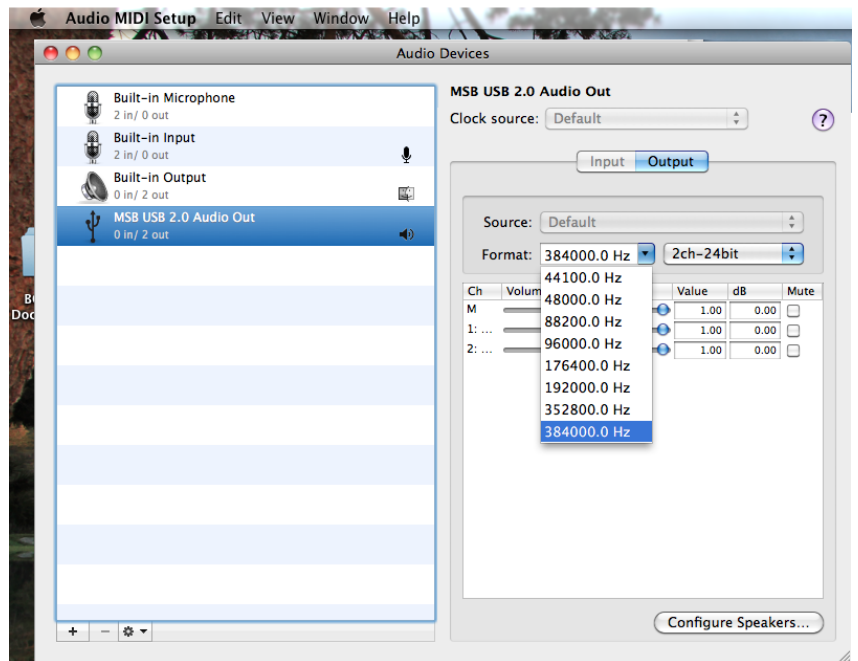 Audio MIDI Setup Edit View Window Help
Audio Devices
Built-in Microphone
2 in/ 0 out
Built-in Input
2 in/ 0 out
Built-in Output
0 in/ 2 out
MSB USB 2.0 Audio Out
0 in/ 2 out
MSB USB 2.0 Audio Out
Clock source: Default
?
Input Output
Source: Default
Format: 384000.0 Hz 2ch-24bit
44100.0 Hz
48000.0 Hz
88200.0 Hz
96000.0 Hz
176400.0 Hz
192000.0 Hz
352800.0 Hz
384000.0 Hz
Ch Volum Value dB Mute
M 1.00 0.00
1: ... 1.00 0.00
2: ... 1.00 0.00
Configure Speakers...